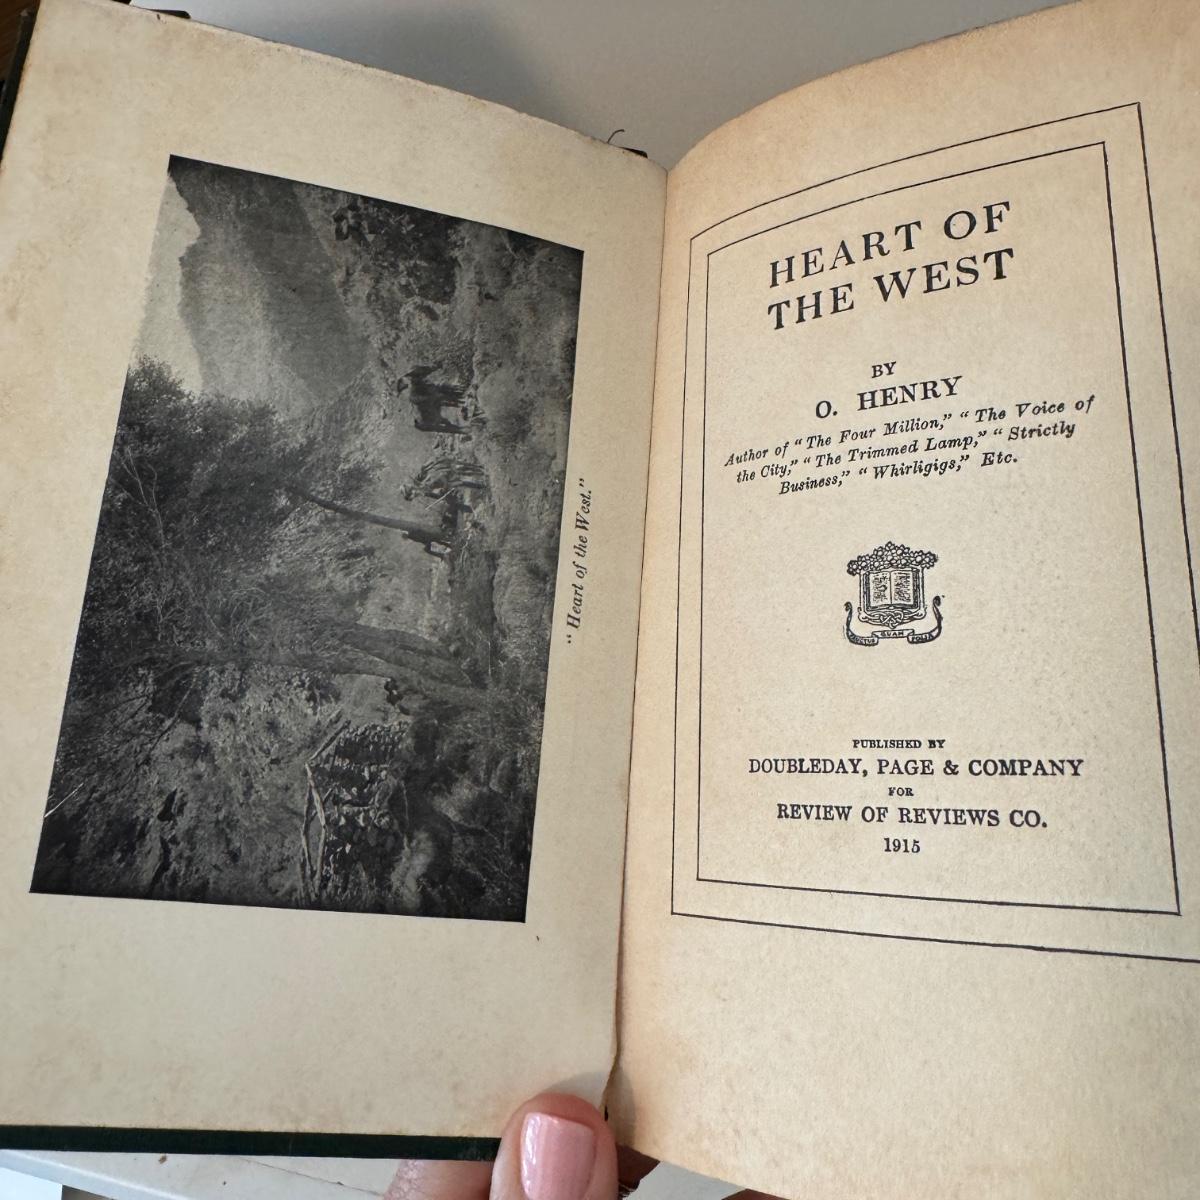 "Heart of the West."
HEART OF
THE WEST
BY
O. HENRY
Author of "The Four Million," "The Voice of
the City," "The Trimmed Lamp," "Strictly
Business," "Whirligigs," Etc.
QUAM
PUBLISHED BY
DOUBLEDAY, PAGE & COMPANY
FOR
REVIEW OF REVIEWS CO.
1915